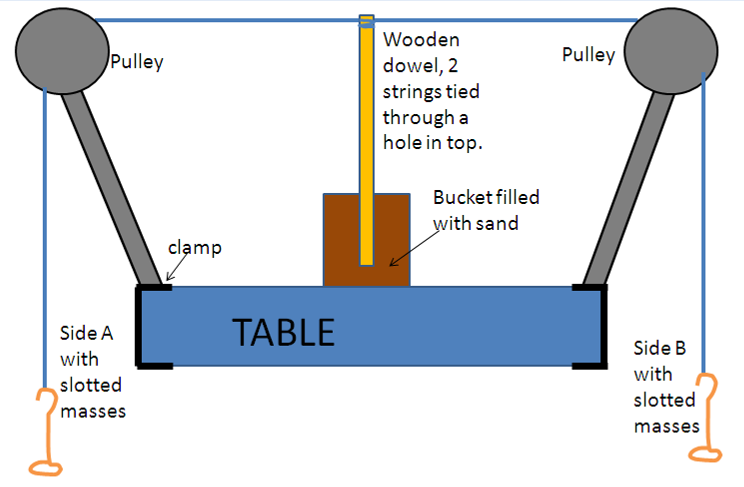 Pulley
Wooden
dowel, 2
strings tied
through a
hole in top.
Pulley
Bucket filled
with sand
clamp
TABLE
Side A
with
slotted
masses
Side B
with
slotted
masses